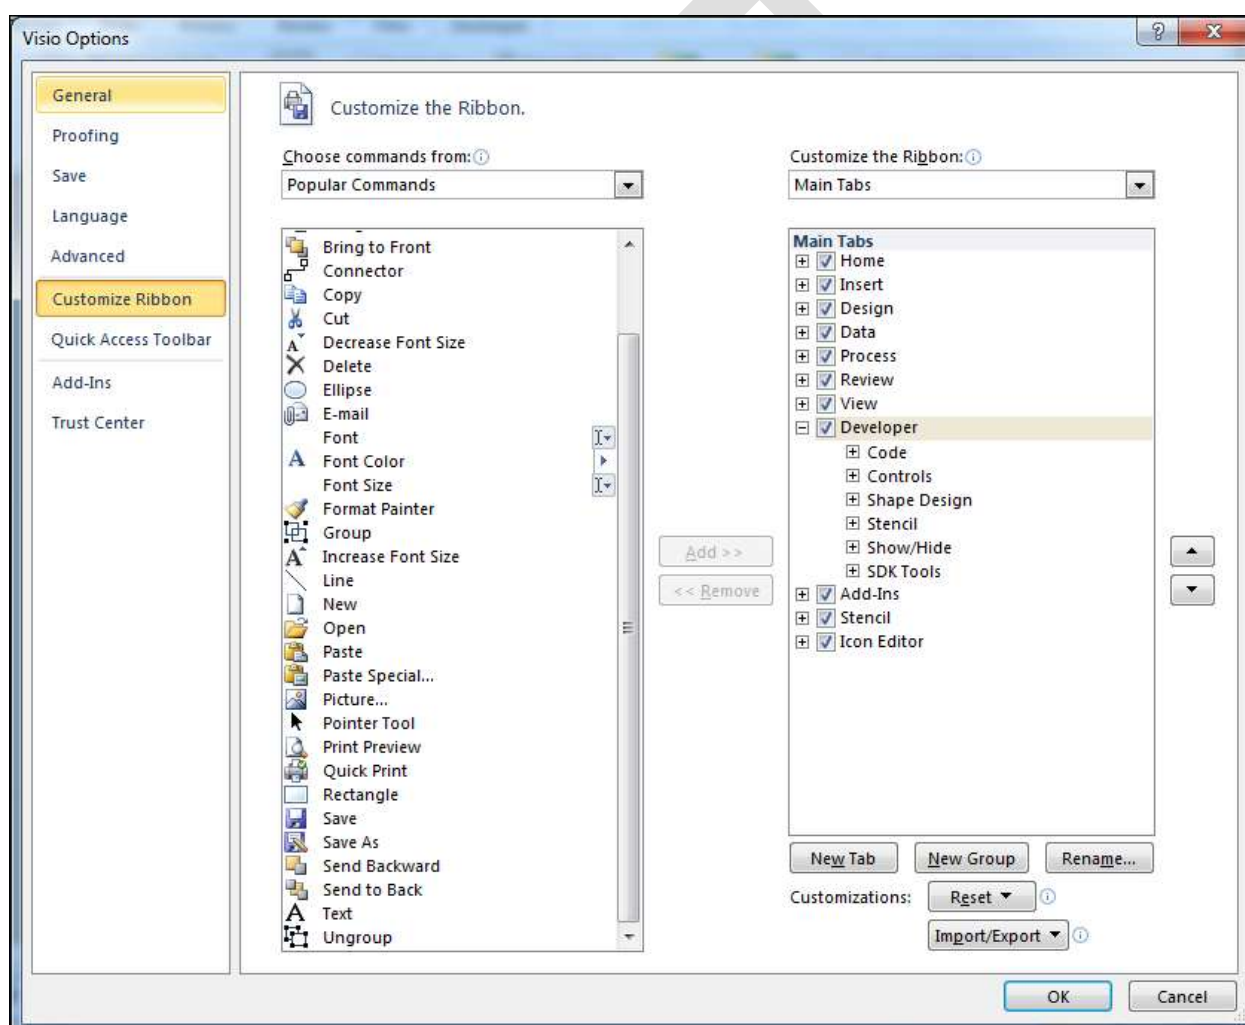 Visio Options
General
Proofing
Save
Language
Advanced
Customize Ribbon
Quick Access Toolbar
Add-Ins
Trust Center
Customize the Ribbon.
Choose commands from:
Popular Commands
Bring to Front
Connector
Copy
Cut
Decrease Font Size
Delete
Ellipse
E-mail
Font
Font Color
Font Size
Format Painter
Group
Increase Font Size
Line
New
Open
Paste
Paste Special...
Picture...
Pointer Tool
Print Preview
Quick Print
Rectangle
Save
Save As
Send Backward
Send to Back
Text
Ungroup
Add >>
<< Remove
Customize the Ribbon:
Main Tabs
Main Tabs
Home
Insert
Design
Data
Process
Review
View
Developer
Code
Controls
Shape Design
Stencil
Show/Hide
SDK Tools
Add-Ins
Stencil
Icon Editor
New Tab
New Group
Rename...
Customizations:
Reset
Import/Export
OK
Cancel